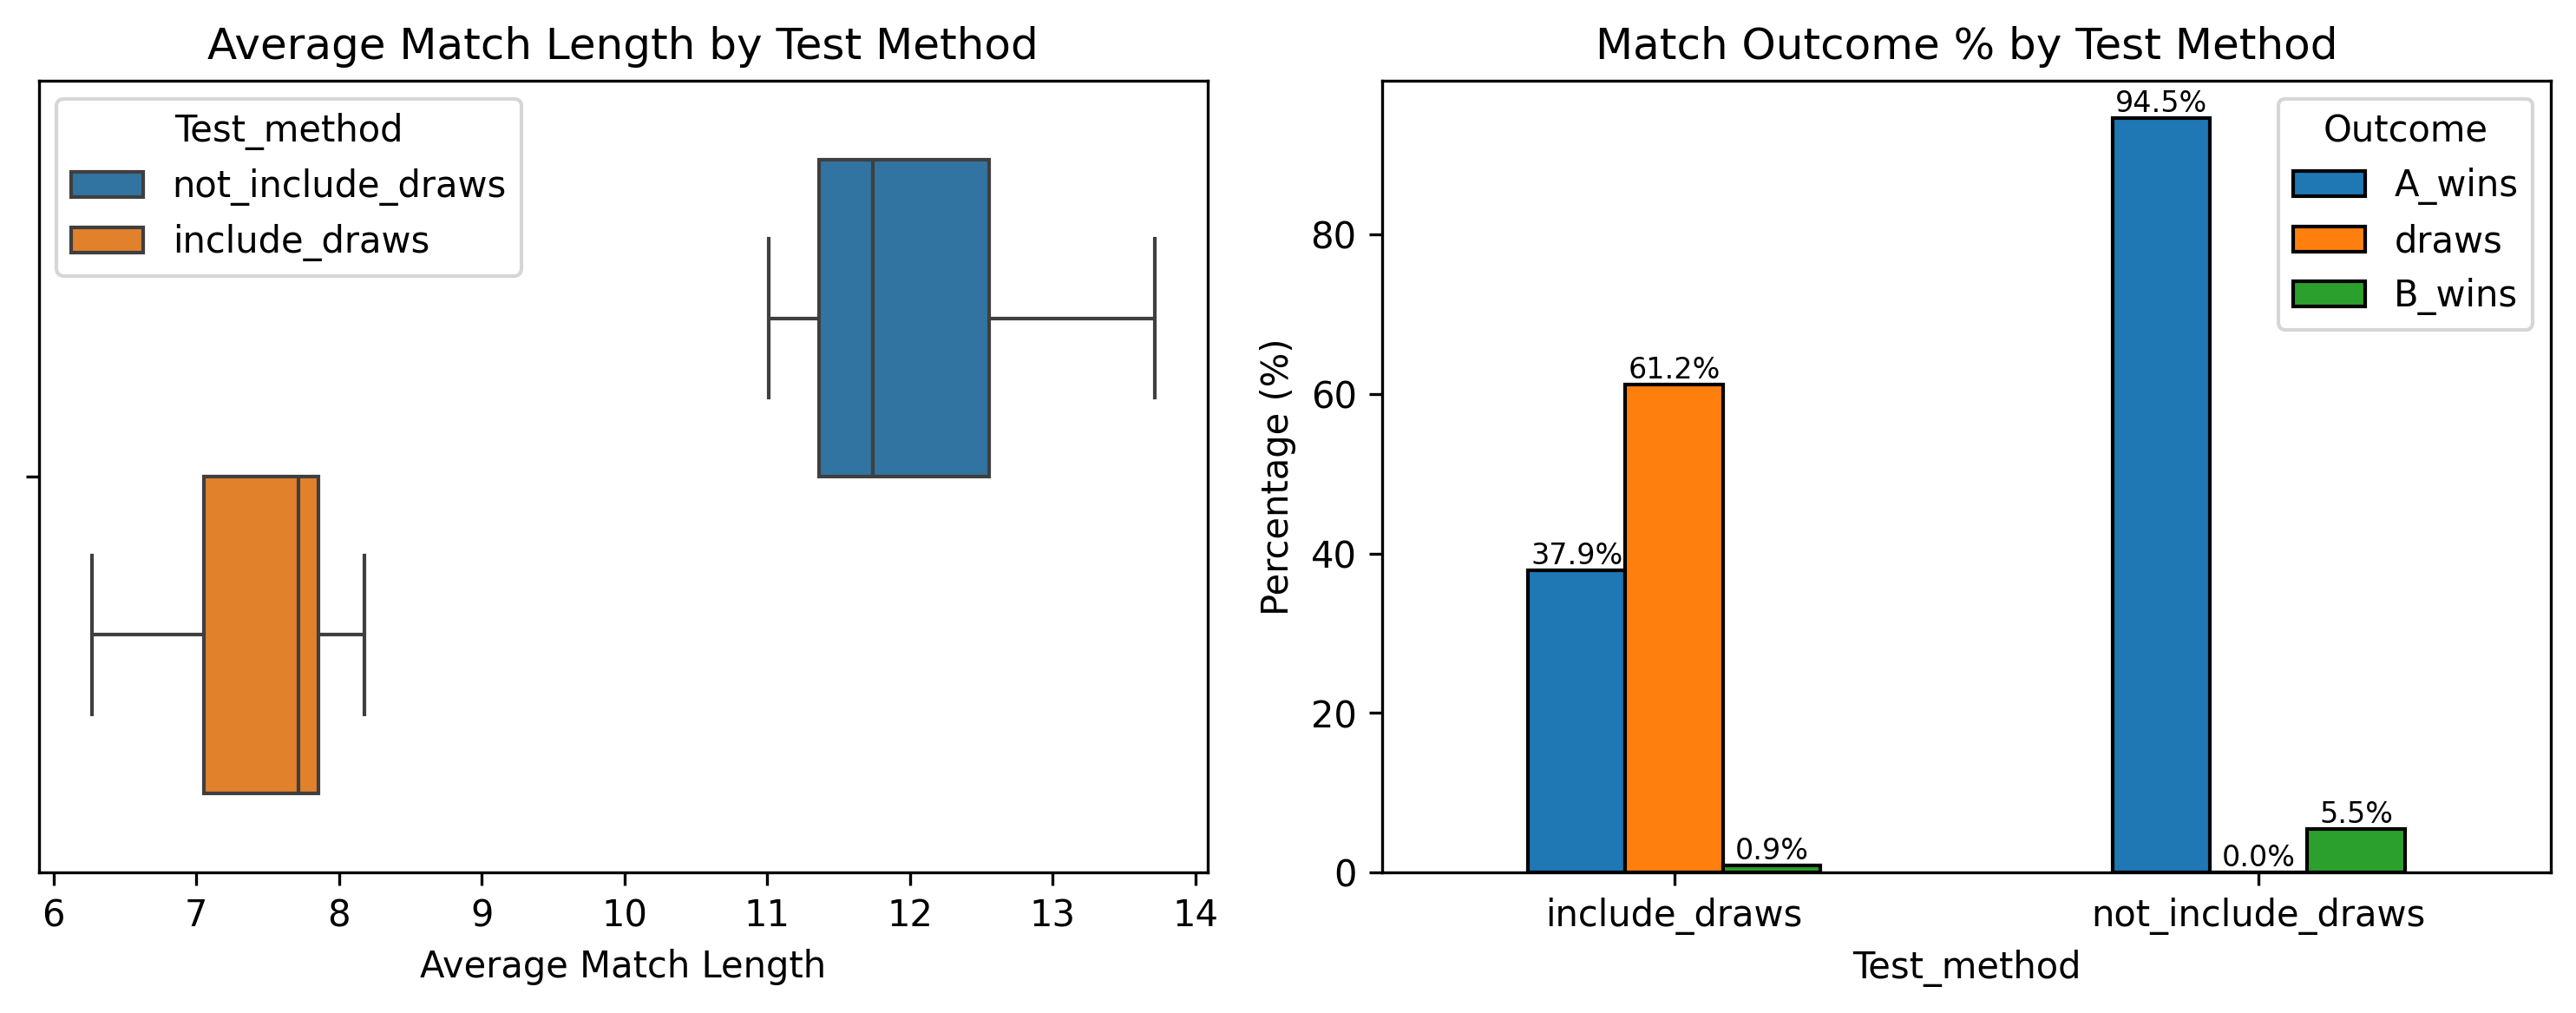 Average Match Length by Test Method
Test_method
not_include_draws
include_draws
6 7 8 9 10 11 12 13 14
Average Match Length
Match Outcome % by Test Method
Outcome
A_wins
draws
B_wins
Percentage (%)
80
60
40
20
0
94.5%
61.2%
37.9%
0.9%
0.0%
5.5%
include_draws not_include_draws
Test_method